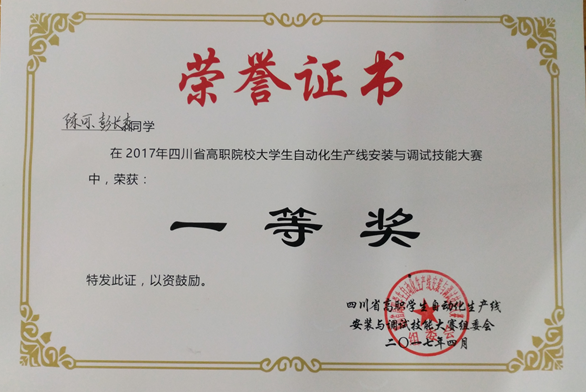 荣誉证书
陈可、彭长森同学
在 2017年四川省高职院校大学生自动化生产线安装与调试技能大赛
中，荣获：
一等奖
特发此证，以资鼓励。
四川省高职学生自动化生产线
安装与调试技能大赛组委会
二〇一七年四月
组委会